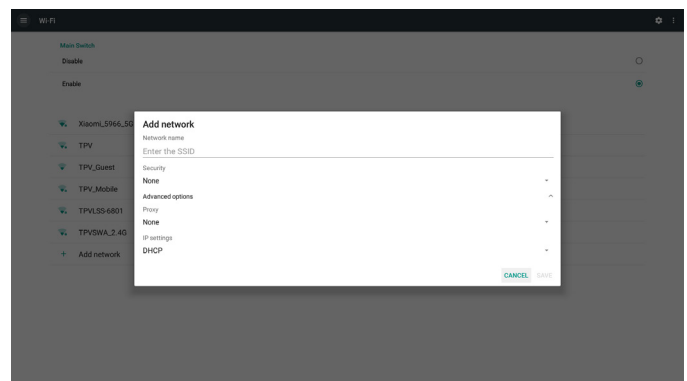 Wi-Fi
Main Switch
Disable
Enable
Xiaomi_5966_5G
TPV
TPV_Guest
TPV_Mobile
TPVLSS-6801
TPVSWA_2.4G
+ Add network
Add network
Network name
Enter the SSID
Security
None
Advanced options
Proxy
None
IP settings
DHCP
CANCEL SAVE